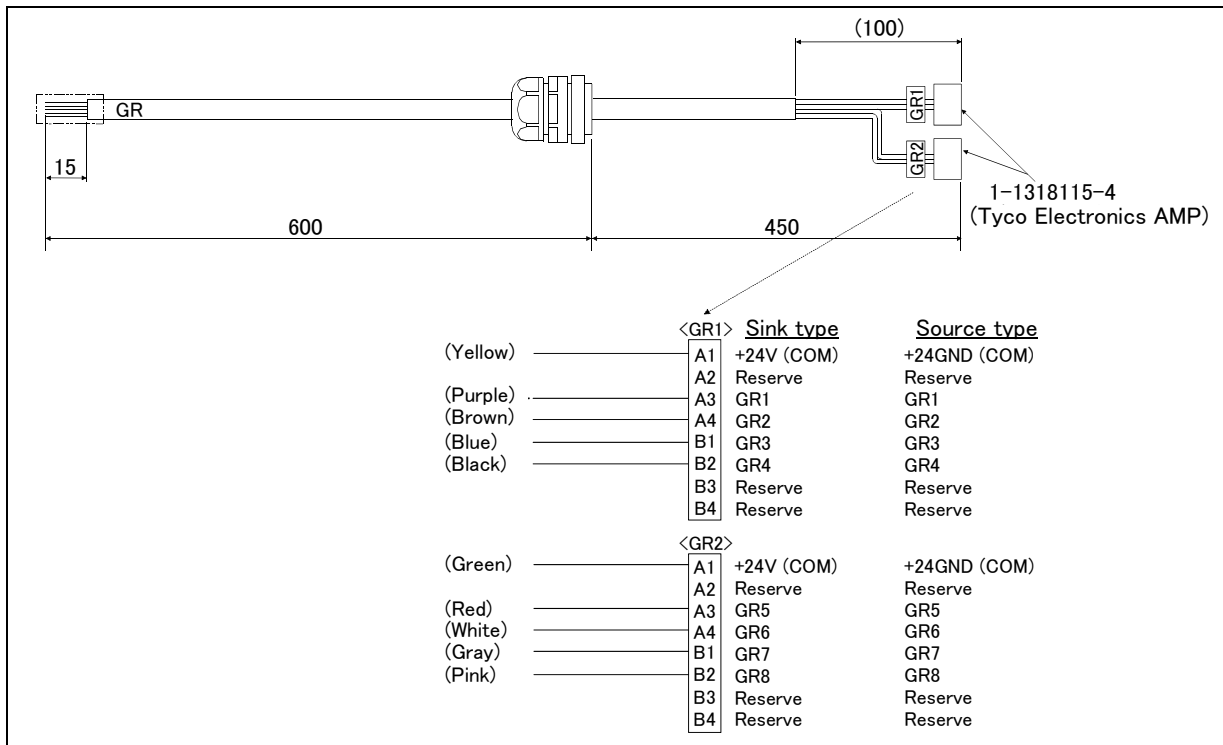 (100)
GR
GR1
GR2
15
1-1318115-4
(Tyco Electronics AMP)
600
450
<GR1> Sink type Source type
(Yellow) A1 +24V (COM) +24GND (COM)
A2 Reserve Reserve
(Purple) A3 GR1 GR1
(Brown) A4 GR2 GR2
(Blue) B1 GR3 GR3
(Black) B2 GR4 GR4
B3 Reserve Reserve
B4 Reserve Reserve
<GR2>
(Green) A1 +24V (COM) +24GND (COM)
A2 Reserve Reserve
(Red) A3 GR5 GR5
(White) A4 GR6 GR6
(Gray) B1 GR7 GR7
(Pink) B2 GR8 GR8
B3 Reserve Reserve
B4 Reserve Reserve